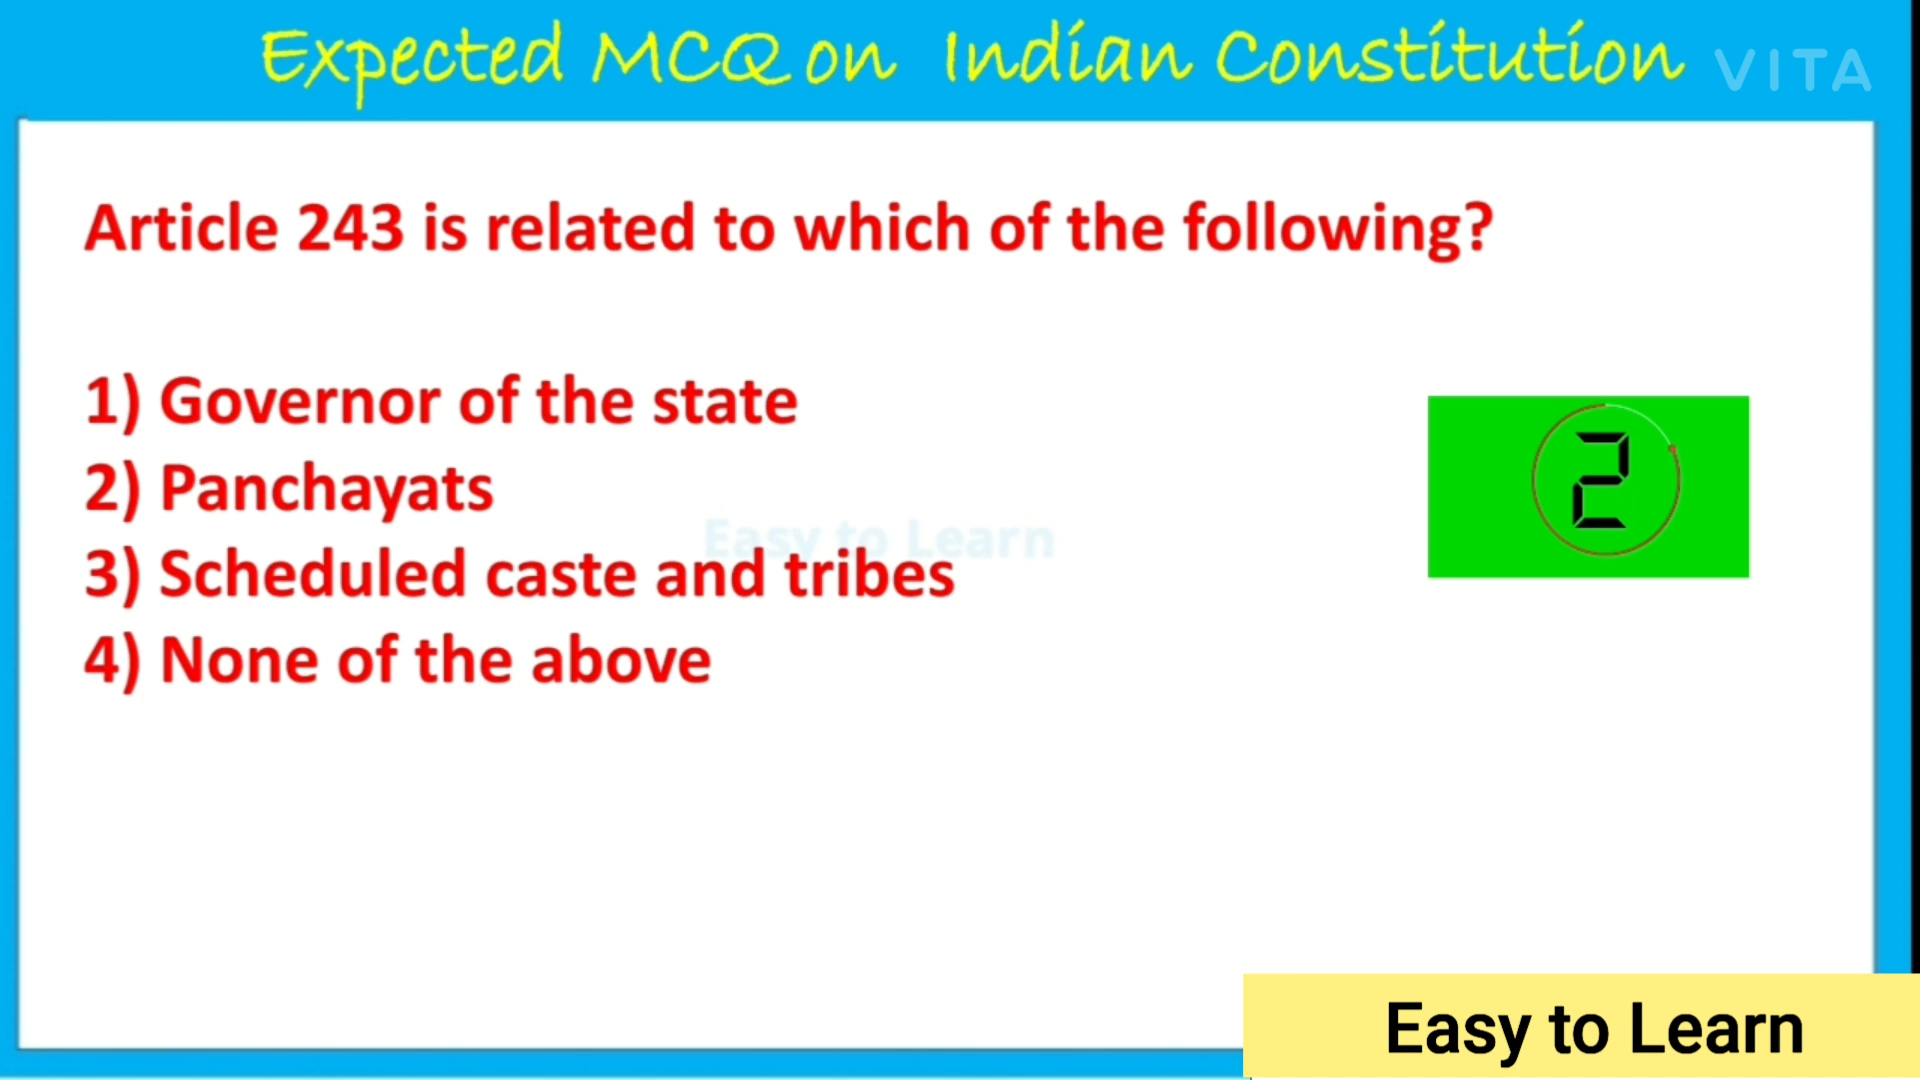 Expected MCQ on Indian Constitution
VITA
Article 243 is related to which of the following?
1) Governor of the state
2) Panchayats
3) Scheduled caste and tribes
4) None of the above
2
Easy to Learn
Easy to Learn